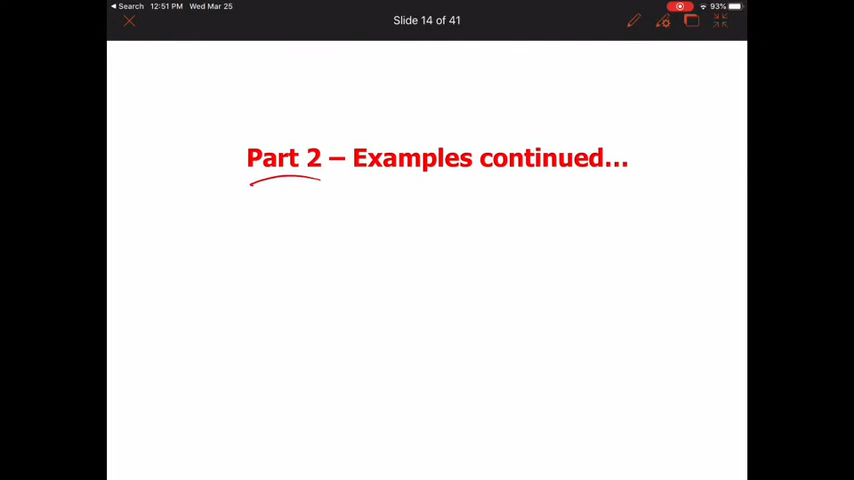 Search 12:51 PM Wed Mar 25 93%
Slide 14 of 41
Part 2 – Examples continued...